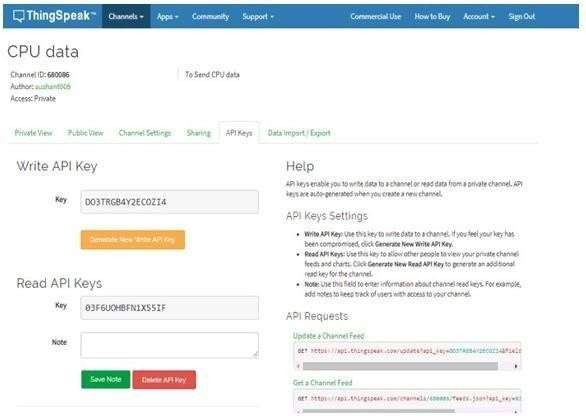 ThingSpeak™ Channels Apps Community Support Commercial Use How to Buy Account Sign Out
CPU data
Channel ID: 680086
Author:
Access: Private
To Send CPU data
Private View Public View Channel Settings Sharing API Keys Data Import / Export
Write API Key
Key DO3TRGB4Y2ECOZI4
Generate New Write API Key
Read API Keys
Key 03F6UOHBFN1X55IF
Note
Save Note Delete API Key
Help
API keys enable you to write data to a channel or read data from a private channel. API
keys are auto-generated when you create a new channel.
API Keys Settings
• Write API Key: Use this key to write data to a channel. If you feel your key has
been compromised, click Generate New Write API Key.
• Read API Keys: Use this key to allow other people to view your private channel
feeds and charts. Click Generate New Read API Key to generate an additional
read key for the channel.
• Note: Use this field to enter information about channel read keys. For example,
add notes to keep track of users with access to your channel.
API Requests
Update a Channel Feed
GET https://api.thingspeak.com/update?api_key=DO3TRGB4Y2ECOZI4&field
Get a Channel Feed
GET https://api.thingspeak.com/channels/680086/feeds.json?api_key=03